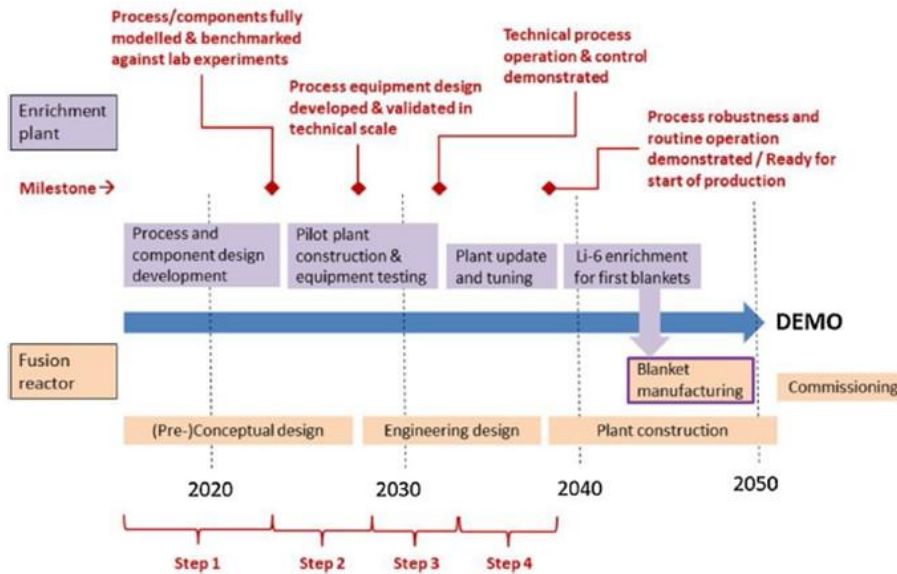 Process/components fully
modelled & benchmarked
against lab experiments
Technical process
operation & control
demonstrated
Process equipment design
developed & validated in
technical scale
Enrichment
plant
Process robustness and
routine operation
demonstrated / Ready for
start of production
Milestone →
Process and
component design
development
Pilot plant
construction &
equipment testing
Plant update
and tuning
Li-6 enrichment
for first blankets
DEMO
Fusion
reactor
Blanket
manufacturing
Commissioning
(Pre-)Conceptual design
Engineering design
Plant construction
2020
2030
2040
2050
Step 1
Step 2
Step 3
Step 4